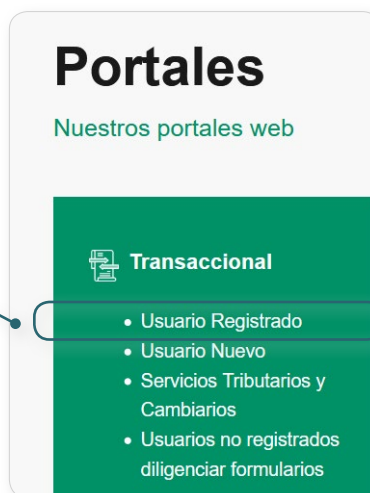 Portales
Nuestros portales web
Transaccional
• Usuario Registrado
• Usuario Nuevo
• Servicios Tributarios y
Cambiarios
• Usuarios no registrados
diligenciar formularios